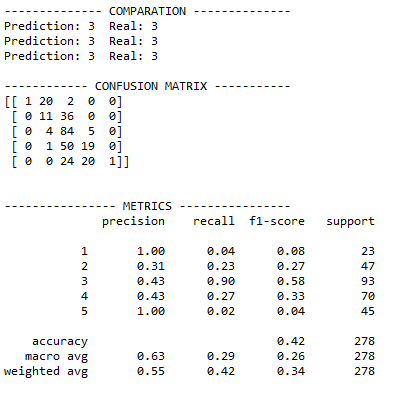 ------------- COMPARATION -------------
Prediction: 3  Real: 3
Prediction: 3  Real: 3
Prediction: 3  Real: 3
------------ CONFUSION MATRIX -----------
[[ 1 20  2  0  0]
 [ 0 11 36  0  0]
 [ 0  4 84  5  0]
 [ 0  1 50 19  0]
 [ 0  0 24 20  1]]
--------------- METRICS ---------------
              precision    recall  f1-score   support
           1       1.00      0.04      0.08        23
           2       0.31      0.23      0.27        47
           3       0.43      0.90      0.58        93
           4       0.43      0.27      0.33        70
           5       1.00      0.02      0.04        45
    accuracy                           0.42       278
   macro avg       0.63      0.29      0.26       278
weighted avg       0.55      0.42      0.34       278